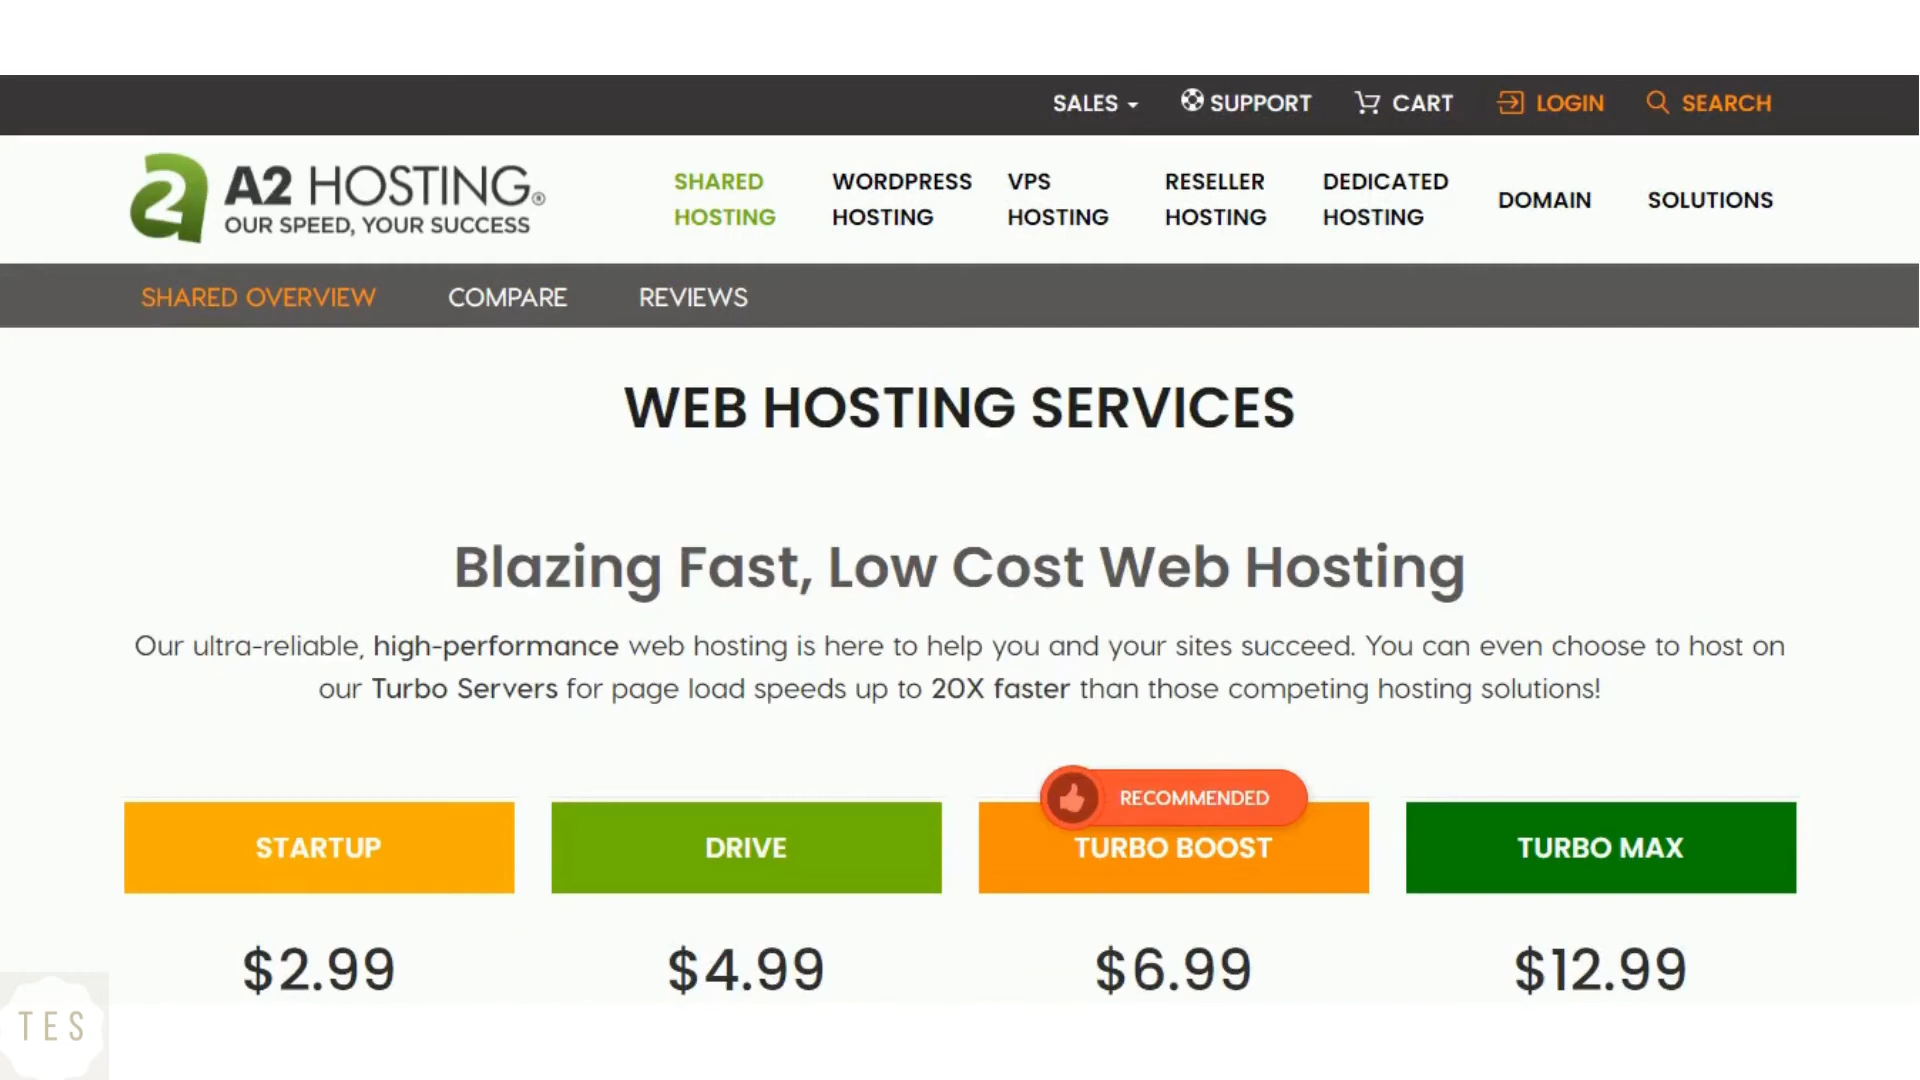 SALES SUPPORT CART LOGIN SEARCH
A2 HOSTING®
OUR SPEED, YOUR SUCCESS
SHARED HOSTING
WORDPRESS HOSTING
VPS HOSTING
RESELLER HOSTING
DEDICATED HOSTING
DOMAIN
SOLUTIONS
SHARED OVERVIEW COMPARE REVIEWS
WEB HOSTING SERVICES
Blazing Fast, Low Cost Web Hosting
Our ultra-reliable, high-performance web hosting is here to help you and your sites succeed. You can even choose to host on
our Turbo Servers for page load speeds up to 20X faster than those competing hosting solutions!
RECOMMENDED
STARTUP DRIVE TURBO BOOST TURBO MAX
$2.99 $4.99 $6.99 $12.99
TES